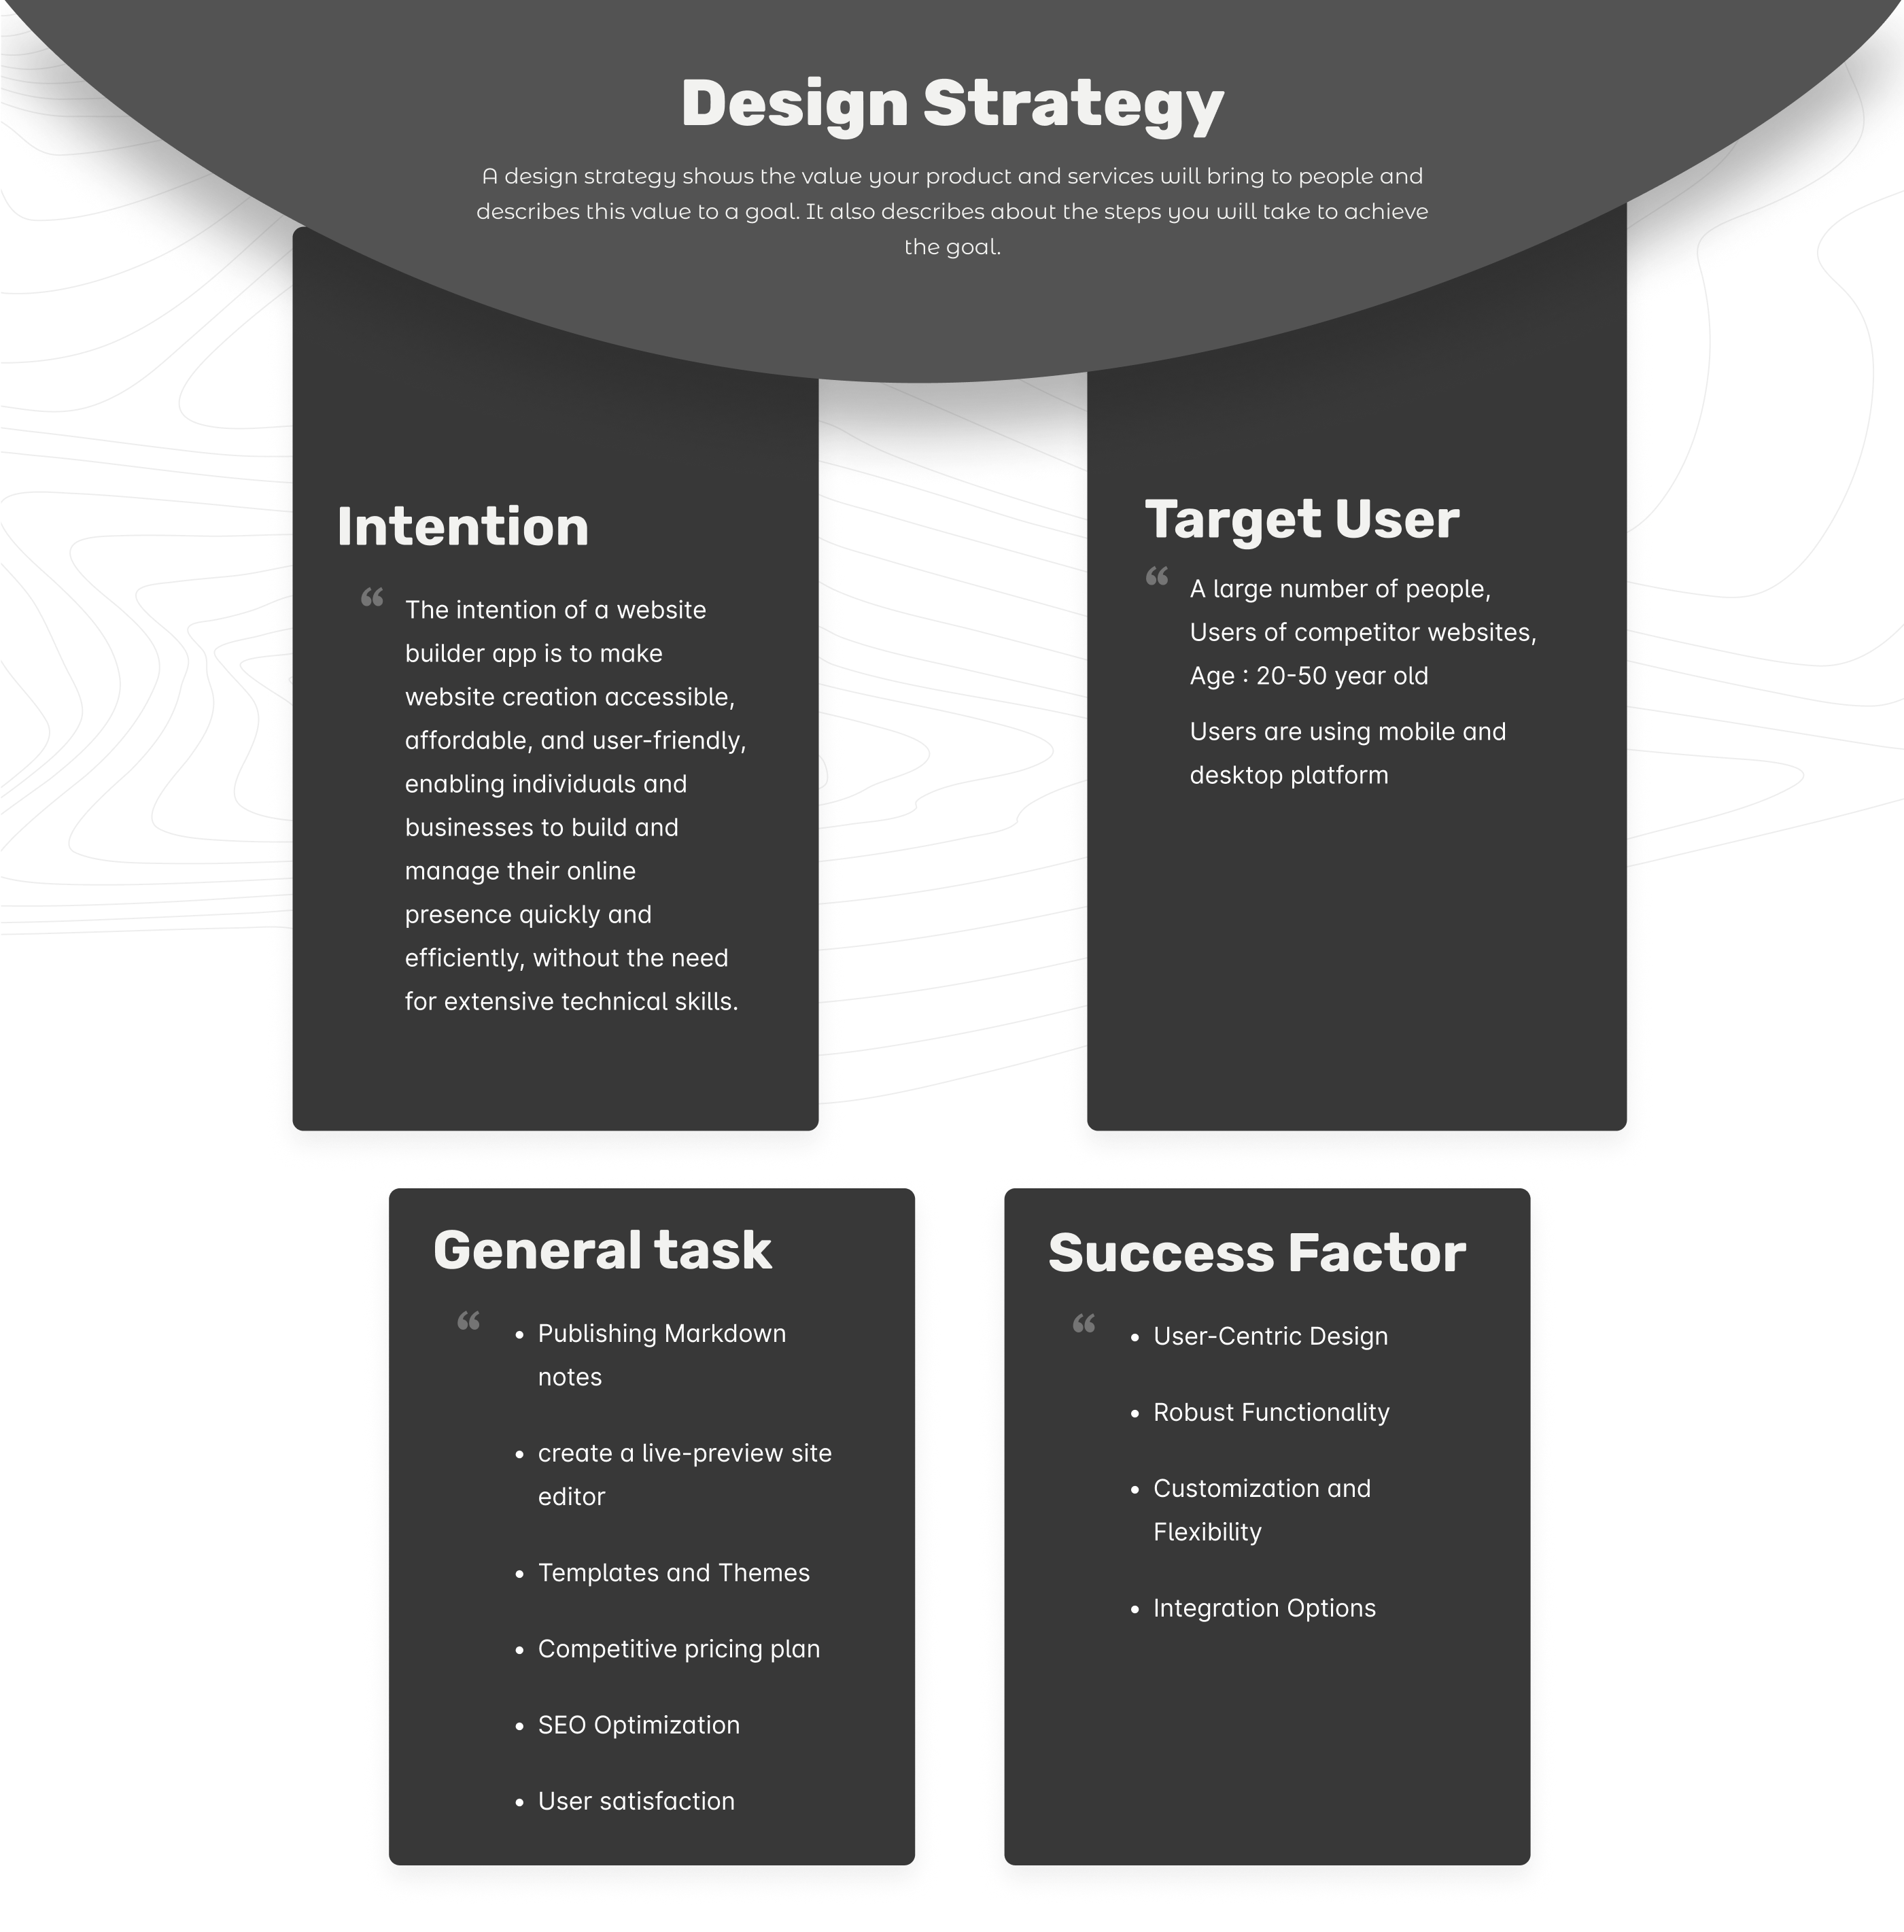 Design Strategy
A design strategy shows the value your product and services will bring to people and
describes this value to a goal. It also describes about the steps you will take to achieve
the goal.
Intention
“
The intention of a website
builder app is to make
website creation accessible,
affordable, and user-friendly,
enabling individuals and
businesses to build and
manage their online
presence quickly and
efficiently, without the need
for extensive technical skills.
Target User
“
A large number of people,
Users of competitor websites,
Age : 20-50 year old
Users are using mobile and
desktop platform
General task
“
• Publishing Markdown
notes
• create a live-preview site
editor
• Templates and Themes
• Competitive pricing plan
• SEO Optimization
• User satisfaction
Success Factor
“
• User-Centric Design
• Robust Functionality
• Customization and
Flexibility
• Integration Options